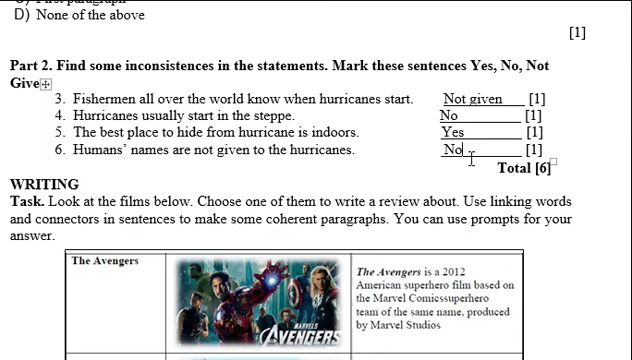 D) None of the above
[1]
Part 2. Find some inconsistences in the statements. Mark these sentences Yes, No, Not
Give
3. Fishermen all over the world know when hurricanes start. Not given [1]
4. Hurricanes usually start in the steppe. No [1]
5. The best place to hide from hurricane is indoors. Yes [1]
6. Humans' names are not given to the hurricanes. No [1]
Total [6]
WRITING
Task. Look at the films below. Choose one of them to write a review about. Use linking words
and connectors in sentences to make some coherent paragraphs. You can use prompts for your
answer.
The Avengers
MARVEL'S
AVENGERS
The Avengers is a 2012
American superhero film based on
the Marvel Comicssuperhero
team of the same name, produced
by Marvel Studios